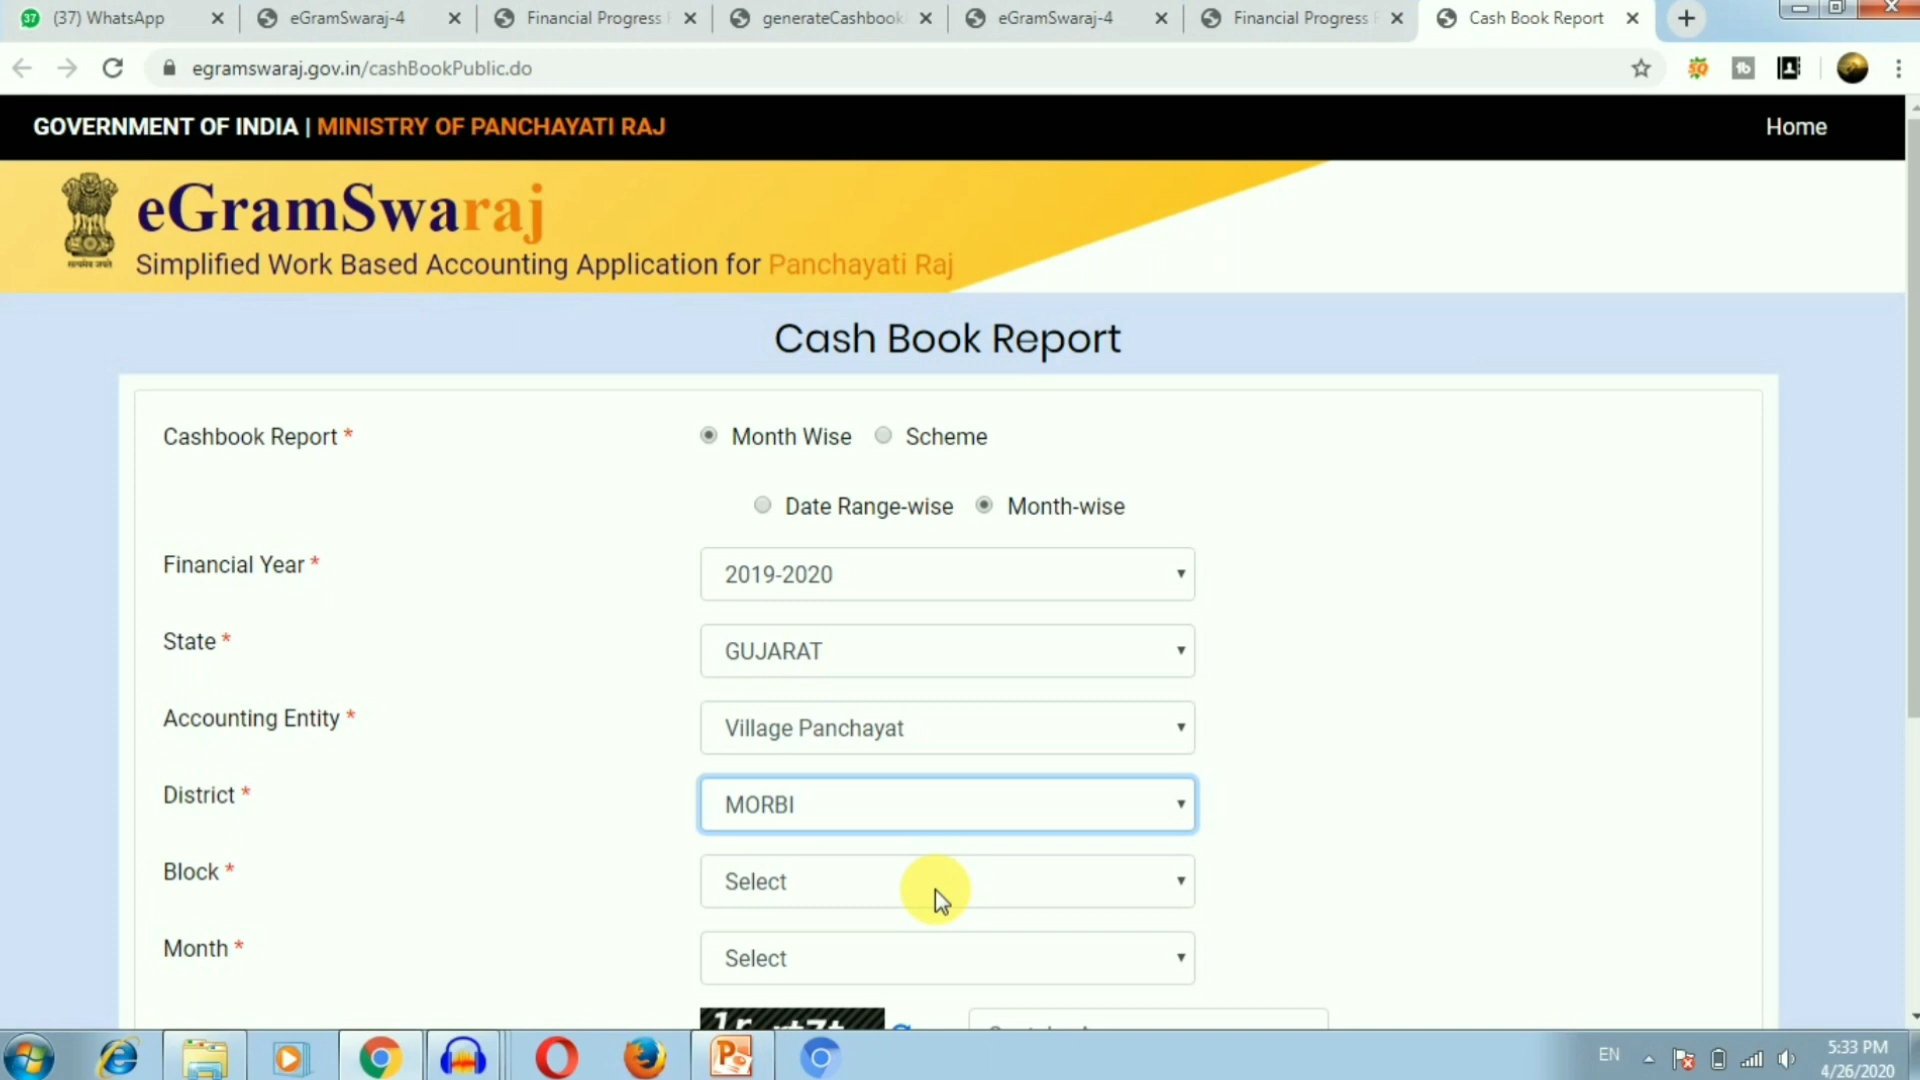 37 (37) WhatsApp
eGramSwaraj-4
Financial Progress
generateCashbook
eGramSwaraj-4
Financial Progress
Cash Book Report
egramswaraj.gov.in/cashBookPublic.do
GOVERNMENT OF INDIA | MINISTRY OF PANCHAYATI RAJ
Home
eGramSwaraj
Simplified Work Based Accounting Application for Panchayati Raj
Cash Book Report
Cashbook Report *
Month Wise
Scheme
Date Range-wise
Month-wise
Financial Year *
2019-2020
State *
GUJARAT
Accounting Entity *
Village Panchayat
District *
MORBI
Block *
Select
Month *
Select
EN
5:33 PM
4/26/2020